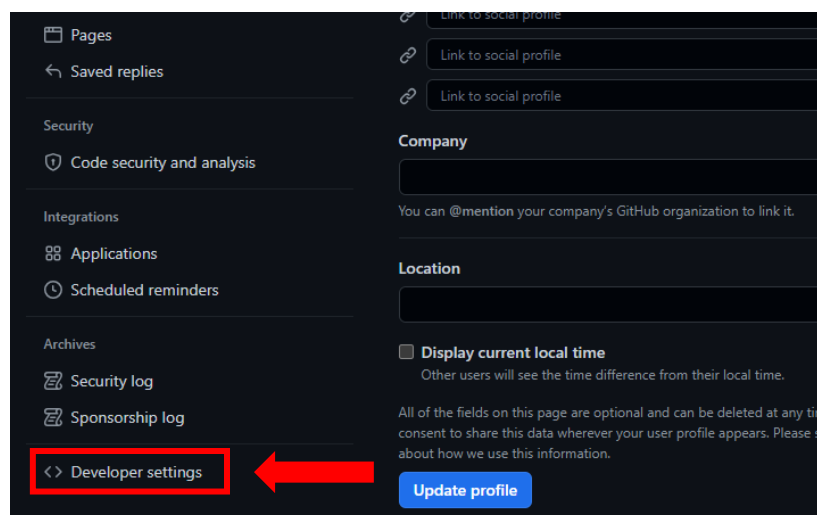 Pages
Saved replies
Security
Code security and analysis
Integrations
Applications
Scheduled reminders
Archives
Security log
Sponsorship log
Developer settings
Link to social profile
Link to social profile
Link to social profile
Company
You can @mention your company's GitHub organization to link it.
Location
Display current local time
Other users will see the time difference from their local time.
All of the fields on this page are optional and can be deleted at any
consent to share this data wherever your user profile appears. Please
about how we use this information.
Update profile